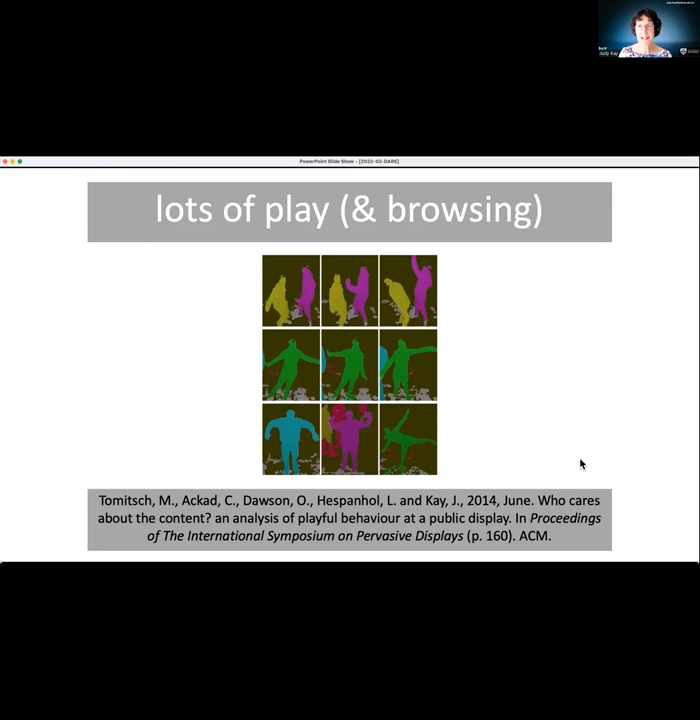 Judy Kay
PowerPoint Slide Show - [2022-02-DARE]
lots of play (& browsing)
Tomitsch, M., Ackad, C., Dawson, O., Hespanhol, L. and Kay, J., 2014, June. Who cares
about the content? an analysis of playful behaviour at a public display. In Proceedings
of The International Symposium on Pervasive Displays (p. 160). ACM.